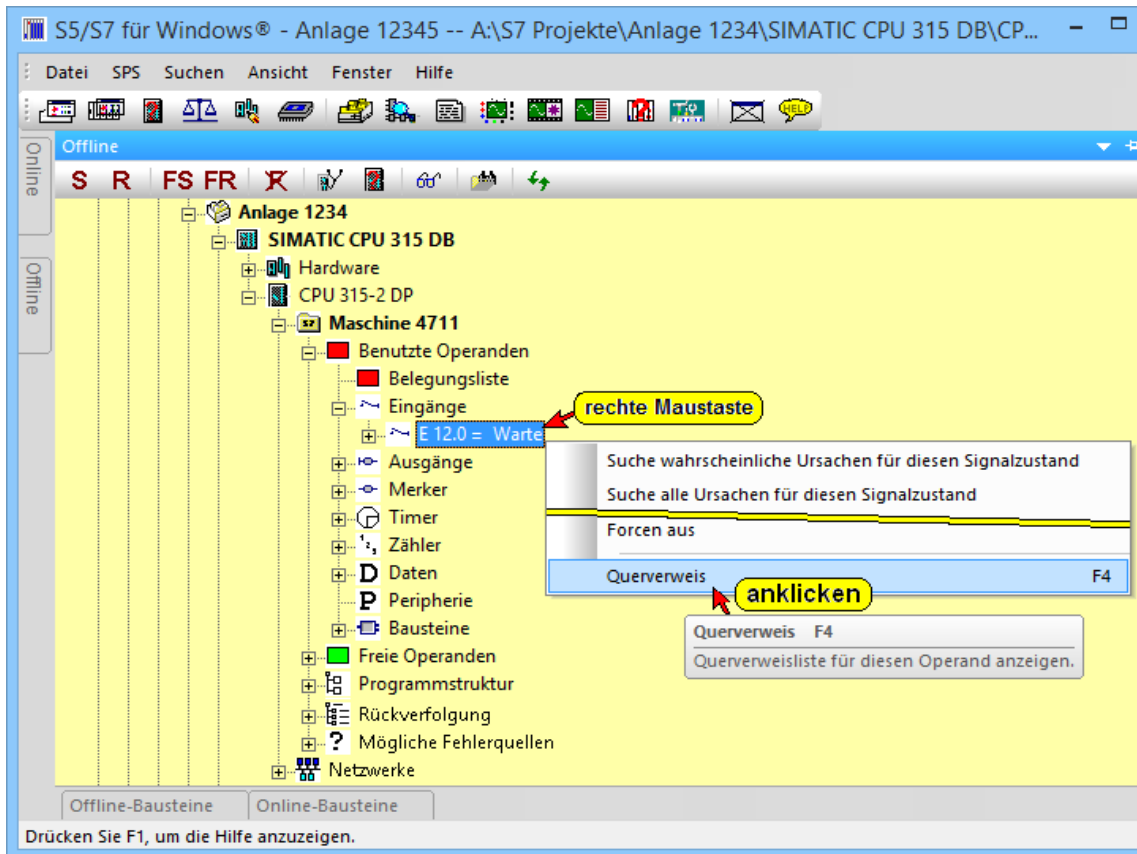 S5/S7 für Windows® - Anlage 12345 -- A:\S7 Projekte\Anlage 1234\SIMATIC CPU 315 DB\CP...
Datei SPS Suchen Ansicht Fenster Hilfe
HELP
Online
Offline
Offline
S R FS FR R
Anlage 1234
SIMATIC CPU 315 DB
Hardware
CPU 315-2 DP
S7 Maschine 4711
Benutzte Operanden
Belegungsliste
Eingänge
rechte Maustaste
E 12.0 = Warte
Suche wahrscheinliche Ursachen für diesen Signalzustand
Suche alle Ursachen für diesen Signalzustand
Forcen aus
Querverweis F4
anklicken
Querverweis F4
Querverweisliste für diesen Operand anzeigen.
Ausgänge
Merker
Timer
Zähler
D Daten
P Peripherie
Bausteine
Freie Operanden
Programmstruktur
Rückverfolgung
? Mögliche Fehlerquellen
Netzwerke
Offline-Bausteine Online-Bausteine
Drücken Sie F1, um die Hilfe anzuzeigen.